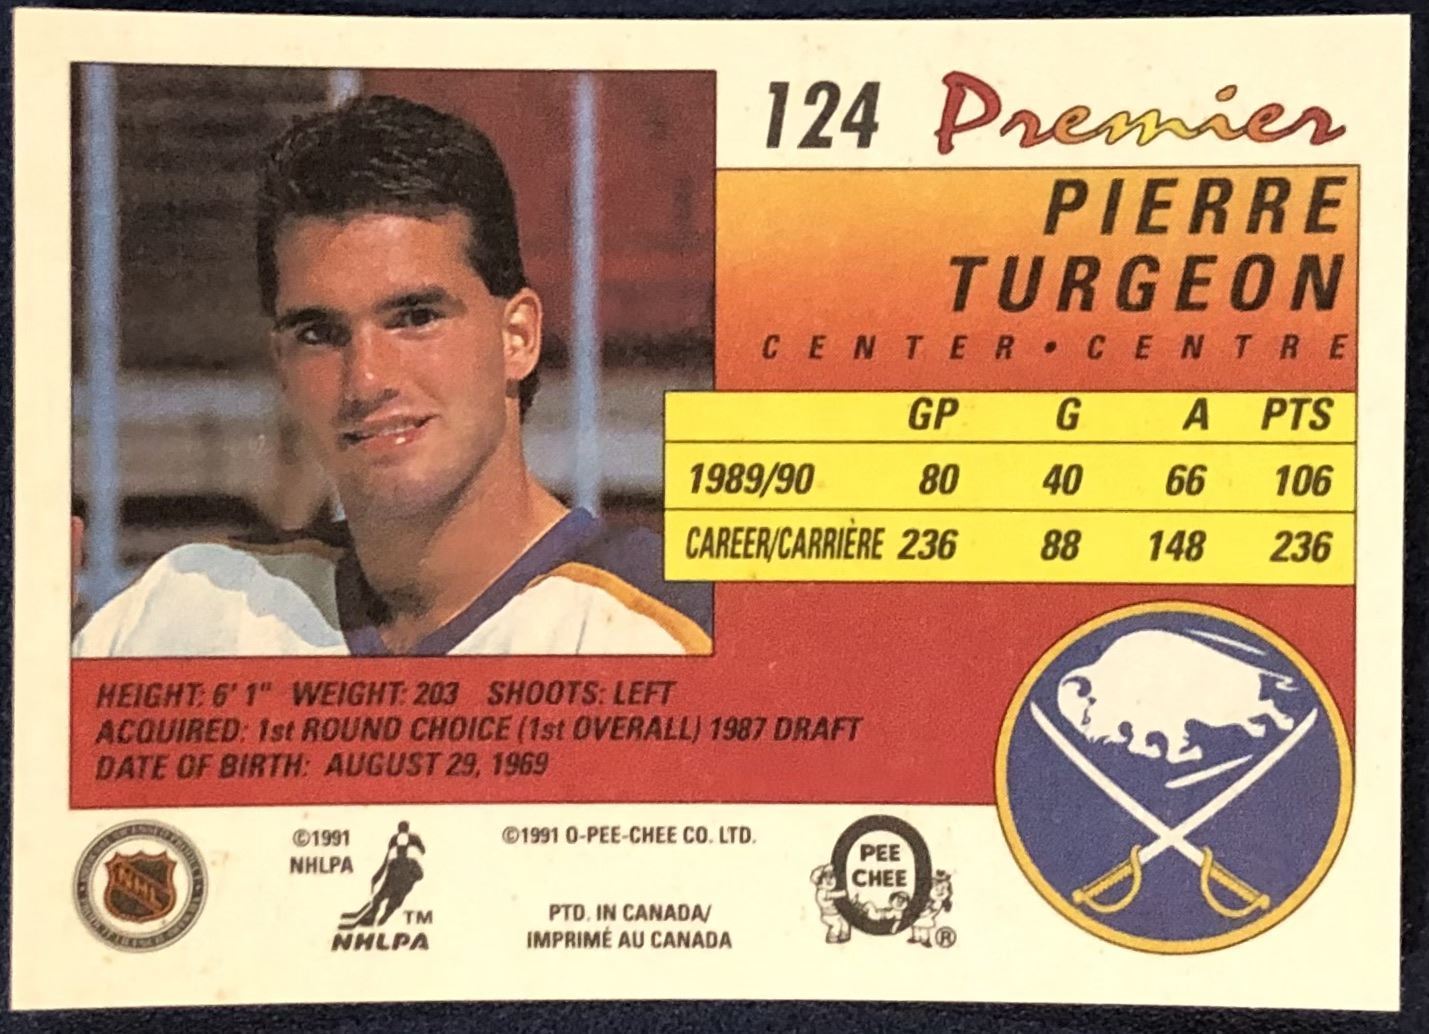 124 Premier
PIERRE
TURGEON
CENTER • CENTRE
GP G A PTS
1989/90 80 40 66 106
CAREER/CARRIÈRE 236 88 148 236
HEIGHT: 6' 1" WEIGHT: 203 SHOOTS: LEFT
ACQUIRED: 1st ROUND CHOICE (1st OVERALL) 1987 DRAFT
DATE OF BIRTH: AUGUST 29, 1969
NHL
©1991
NHLPA
TM
NHLPA
©1991 O-PEE-CHEE CO. LTD.
PTD. IN CANADA/
IMPRIMÉ AU CANADA
O
PEE
CHEE
®